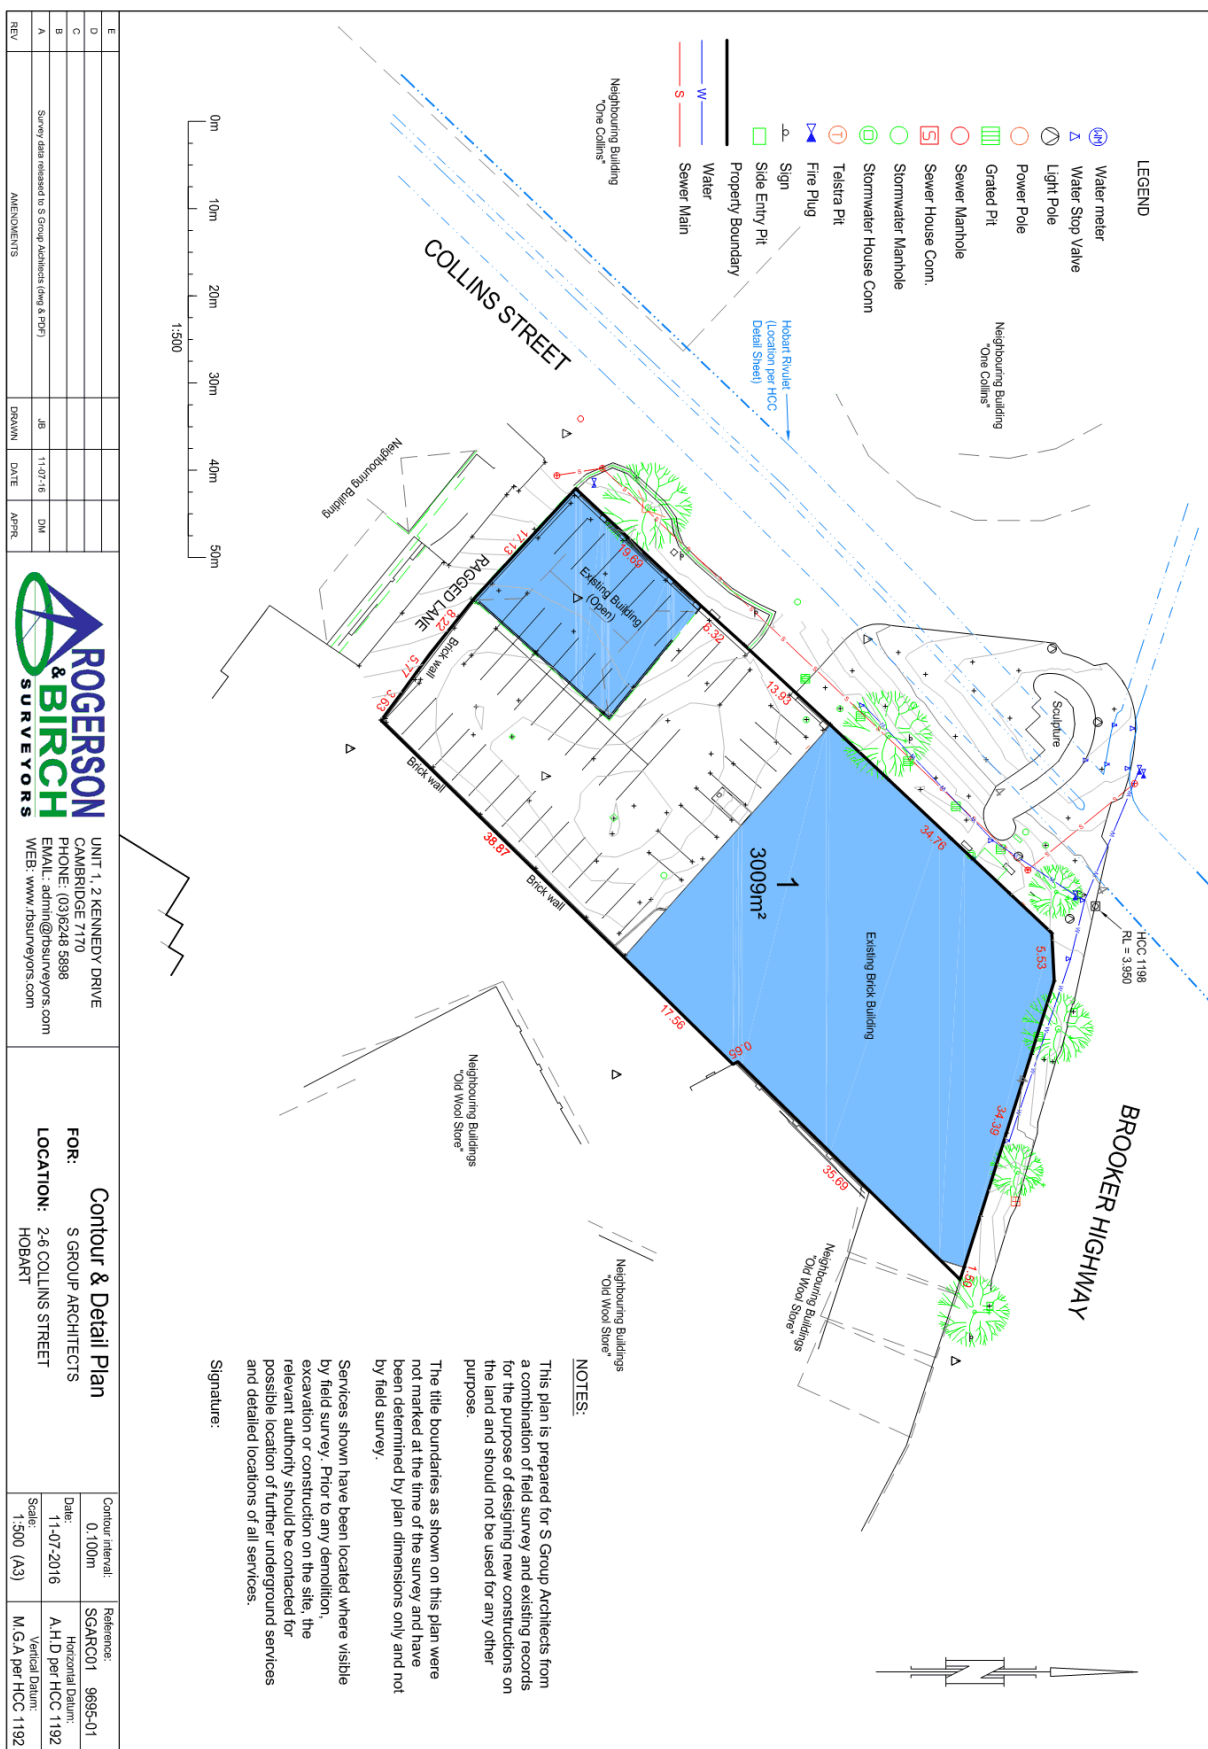 LEGEND
Water meter
Water Stop Valve
Light Pole
Power Pole
Grated Pit
Sewer Manhole
Sewer House Conn.
Stormwater Manhole
Stormwater House Conn
Telstra Pit
Fire Plug
Sign
Side Entry Pit
Property Boundary
Water
Sewer Main
WM
S
T
W
S
Neighbouring Building
"One Collins"
Neighbouring Building
"One Collins"
Hobart Rivulet
(Location per HCC
Detail Sheet)
COLLINS STREET
BROOKER HIGHWAY
RAGGED LANE
Neighbouring Building
Sculpture
HCC 1198
RL = 3.950
Existing Building
(Open)
Existing Brick Building
1
3009m²
17.13
19.69
8.32
13.93
34.76
5.53
34.39
1.50
35.69
0.65
17.56
38.87
3.63
5.77
8.22
Brick wall
Brick wall
Brick wall
Neighbouring Buildings
"Old Wool Store"
Neighbouring Buildings
"Old Wool Store"
Neighbouring Buildings
"Old Wool Store"
0m
10m
20m
30m
40m
50m
1:500
NOTES:
This plan is prepared for S Group Architects from
a combination of field survey and existing records
for the purpose of designing new constructions on
the land and should not be used for any other
purpose.
The title boundaries as shown on this plan were
not marked at the time of the survey and have
been determined by plan dimensions only and not
by field survey.
Services shown have been located where visible
by field survey. Prior to any demolition,
excavation or construction on the site, the
relevant authority should be contacted for
possible location of further underground services
and detailed locations of all services.
Signature:
E
D
C
B
A
Survey data released to S Group Architects (dwg & PDF)
JB
11-07-16
DM
REV
AMENDMENTS
DRAWN
DATE
APPR.
ROGERSON
& BIRCH
SURVEYORS
UNIT 1, 2 KENNEDY DRIVE
CAMBRIDGE 7170
PHONE: (03)6248 5898
EMAIL: admin@rbsurveyors.com
WEB: www.rbsurveyors.com
Contour & Detail Plan
FOR: S GROUP ARCHITECTS
LOCATION: 2-6 COLLINS STREET
HOBART
Contour interval:
0.100m
Reference:
SGARC01 9695-01
Date:
11-07-2016
Horizontal Datum:
A.H.D per HCC 1192
Scale:
1:500 (A3)
Vertical Datum:
M.G.A per HCC 1192